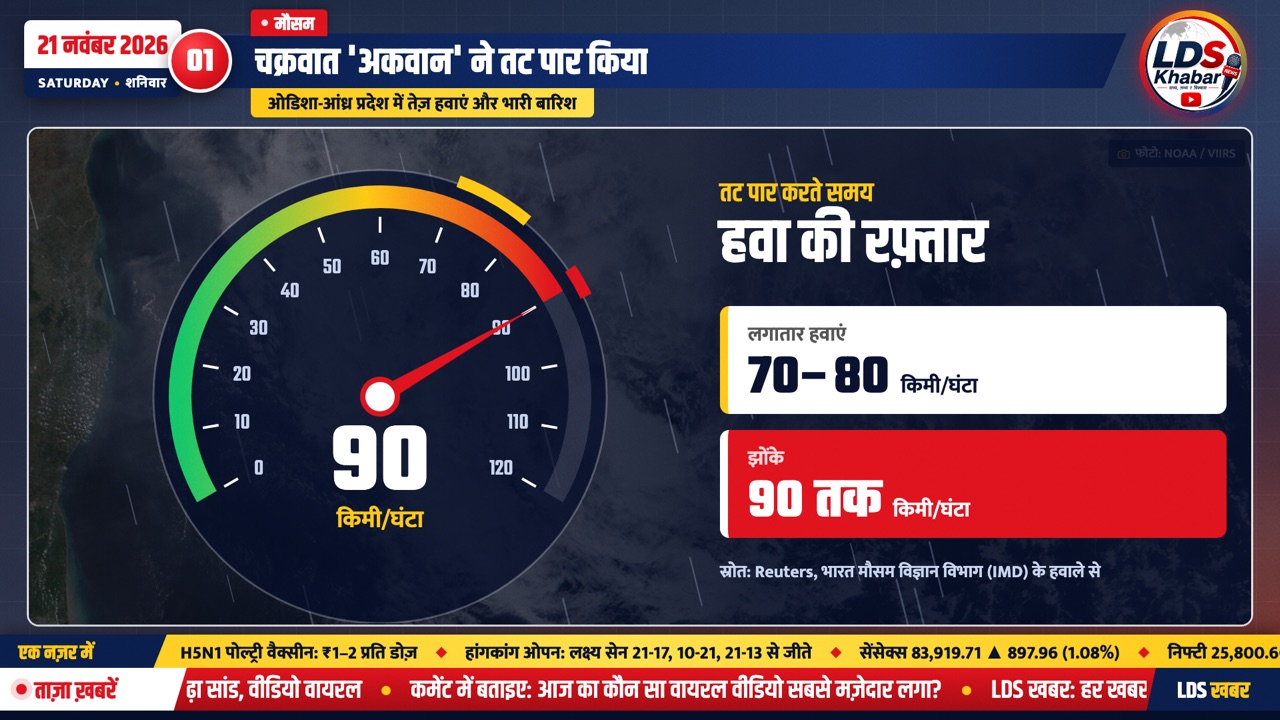 21 नवंबर 2026
SATURDAY • शनिवार
01
• मौसम
चक्रवात 'अकवान' ने तट पार किया
ओडिशा-आंध्र प्रदेश में तेज़ हवाएं और भारी बारिश
LDS
Khabar
NEWS
फोटो: NOAA / VIIRS
0
10
20
30
40
50
60
70
80
90
100
110
120
90
किमी/घंटा
तट पार करते समय
हवा की रफ़्तार
लगातार हवाएं
70–80 किमी/घंटा
झोंके
90 तक किमी/घंटा
स्रोत: Reuters, भारत मौसम विज्ञान विभाग (IMD) के हवाले से
एक नज़र में
H5N1 पोल्ट्री वैक्सीन: ₹1–2 प्रति डोज़ ◆ हांगकांग ओपन: लक्ष्य सेन 21-17, 10-21, 21-13 से जीते ◆ सेंसेक्स 83,919.71 ▲ 897.96 (1.08%) ◆ निफ्टी 25,800.6
ताज़ा ख़बरें
ढ़ा सांड, वीडियो वायरल • कमेंट में बताइए: आज का कौन सा वायरल वीडियो सबसे मज़ेदार लगा? • LDS खबर: हर खबर
LDS खबर